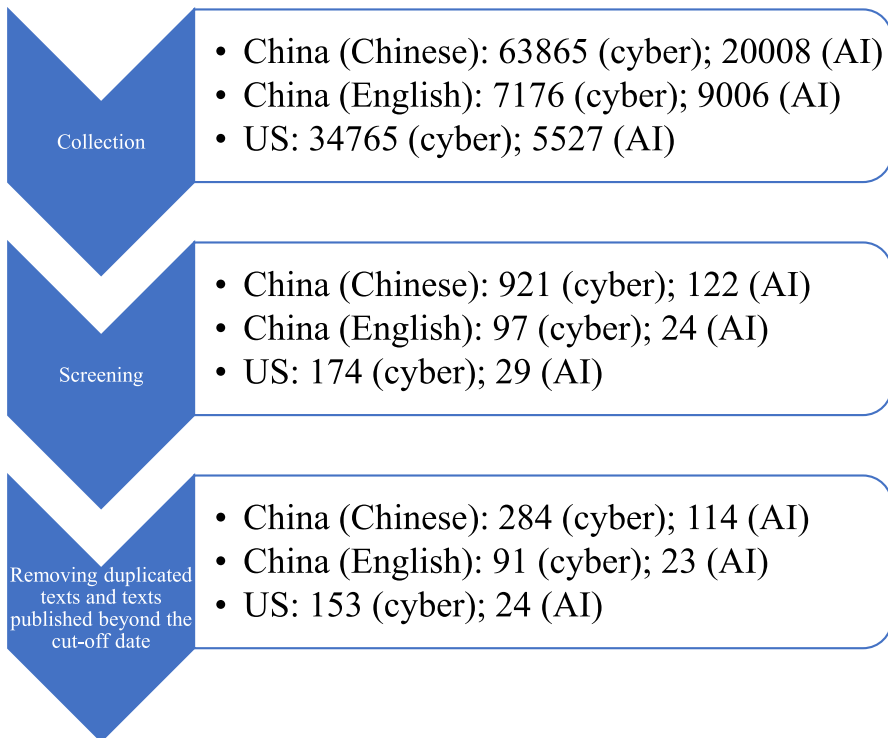 Collection
• China (Chinese): 63865 (cyber); 20008 (AI)
• China (English): 7176 (cyber); 9006 (AI)
• US: 34765 (cyber); 5527 (AI)
Screening
• China (Chinese): 921 (cyber); 122 (AI)
• China (English): 97 (cyber); 24 (AI)
• US: 174 (cyber); 29 (AI)
Removing duplicated
texts and texts
published beyond the
cut-off date
• China (Chinese): 284 (cyber); 114 (AI)
• China (English): 91 (cyber); 23 (AI)
• US: 153 (cyber); 24 (AI)